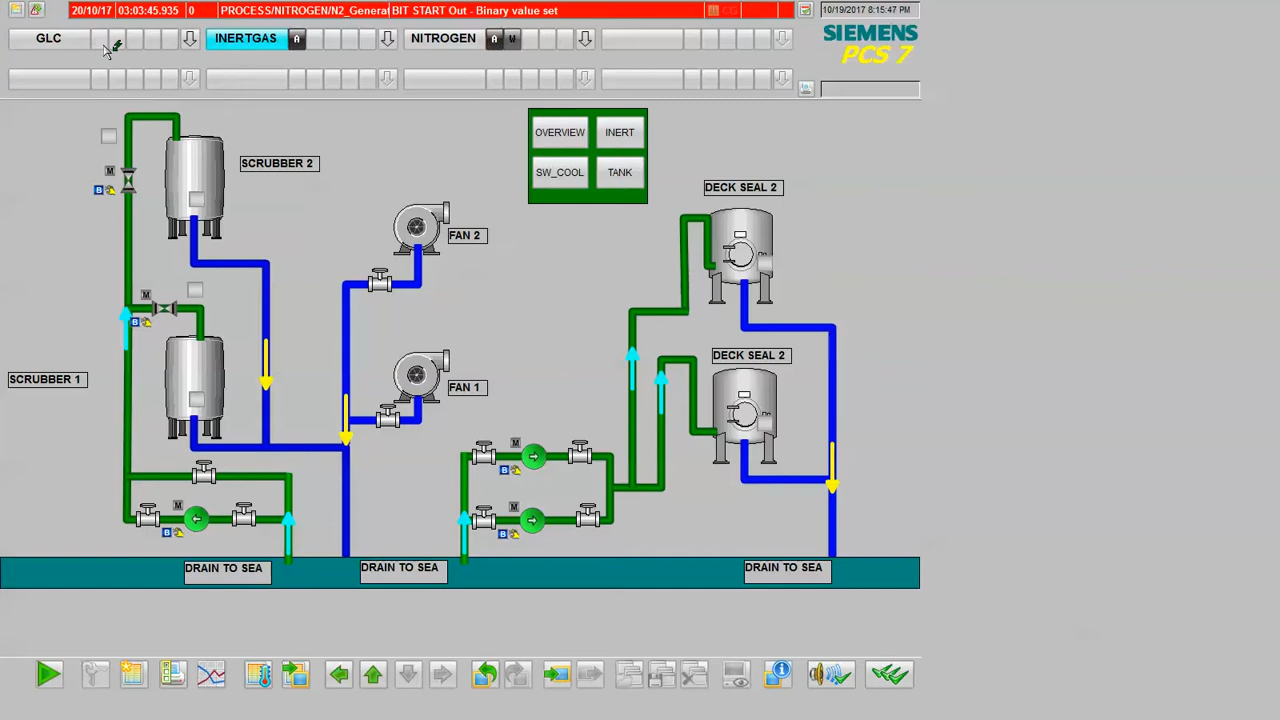 20/10/17 03:03:45.935 0 PROCESS/NITROGEN/N2_Generat BIT START Out - Binary value set 10/19/2017 8:15:47 PM
GLC INERTGAS A NITROGEN A W
SIEMENS
PCS 7
OVERVIEW INERT
SW_COOL TANK
SCRUBBER 2
M
B
DECK SEAL 2
FAN 2
M
B
DECK SEAL 2
SCRUBBER 1
FAN 1
M
B
M
B
M
B
DRAIN TO SEA DRAIN TO SEA DRAIN TO SEA